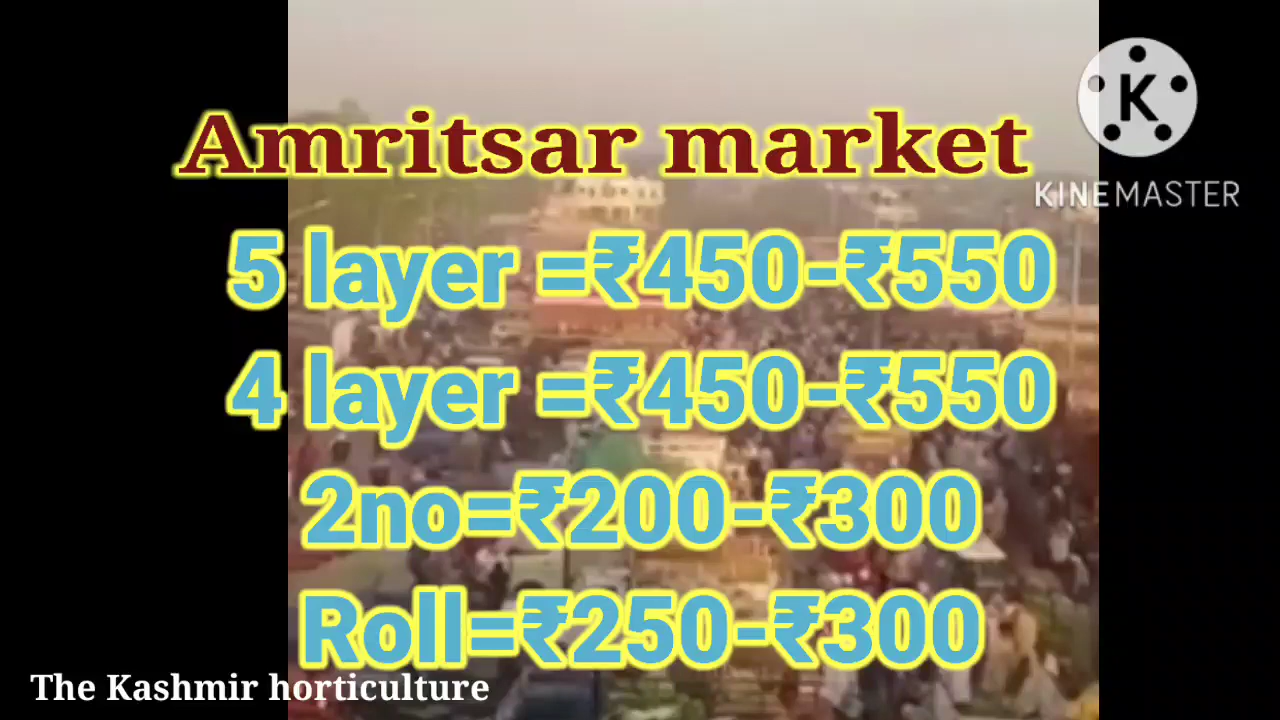 Amritsar market
K
KINEMASTER
5 layer =₹450-₹550
4 layer =₹450-₹550
2no=₹200-₹300
Roll=₹250-₹300
The Kashmir horticulture